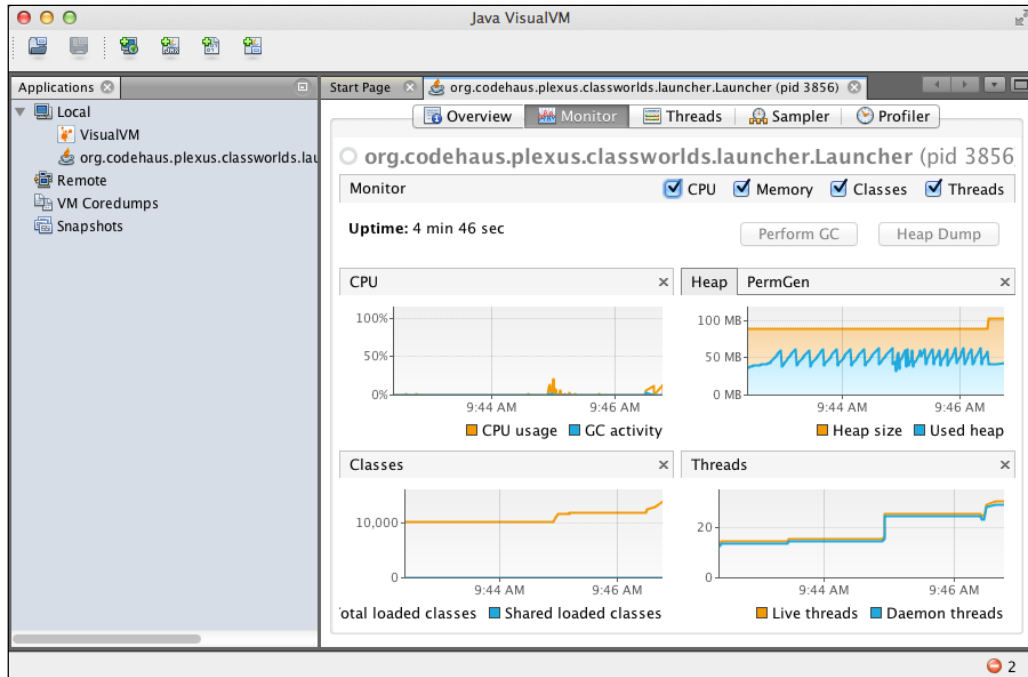 Java VisualVM
Applications
Local
VisualVM
org.codehaus.plexus.classworlds.lau
Remote
VM Coredumps
Snapshots
Start Page
org.codehaus.plexus.classworlds.launcher.Launcher (pid 3856)
Overview Monitor Threads Sampler Profiler
org.codehaus.plexus.classworlds.launcher.Launcher (pid 3856
Monitor
CPU Memory Classes Threads
Uptime: 4 min 46 sec
Perform GC Heap Dump
CPU
100%
50%
0%
9:44 AM 9:46 AM
CPU usage GC activity
Heap PermGen
100 MB
50 MB
0 MB
9:44 AM 9:46 AM
Heap size Used heap
Classes
10,000
0
9:44 AM 9:46 AM
otal loaded classes Shared loaded classes
Threads
20
0
9:44 AM 9:46 AM
Live threads Daemon threads
2